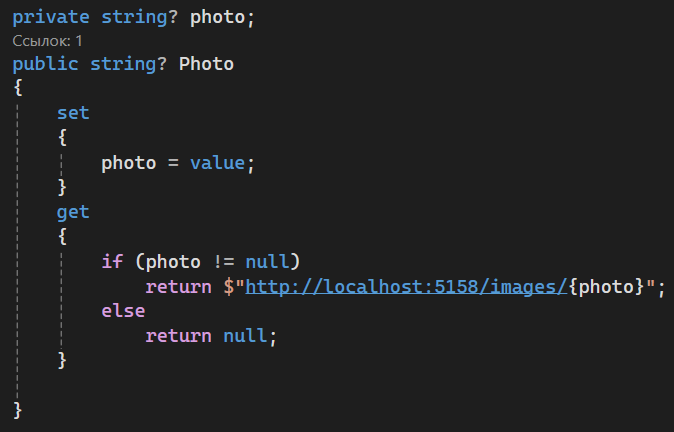 private string? photo;
Ссылок: 1
public string? Photo
{
    set
    {
        photo = value;
    }
    get
    {
        if (photo != null)
            return $"http://localhost:5158/images/{photo}";
        else
            return null;
    }

}